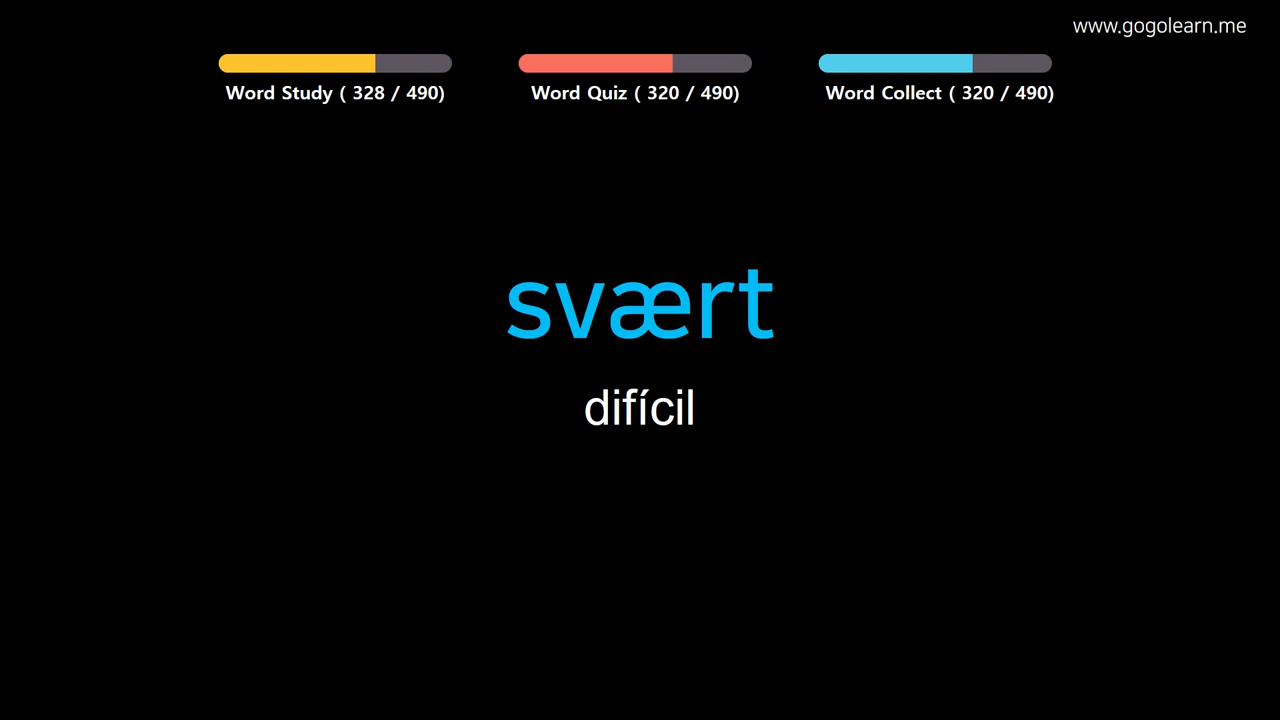 www.gogolearn.me
Word Study ( 328 / 490)
Word Quiz ( 320 / 490)
Word Collect ( 320 / 490)
svært
difícil